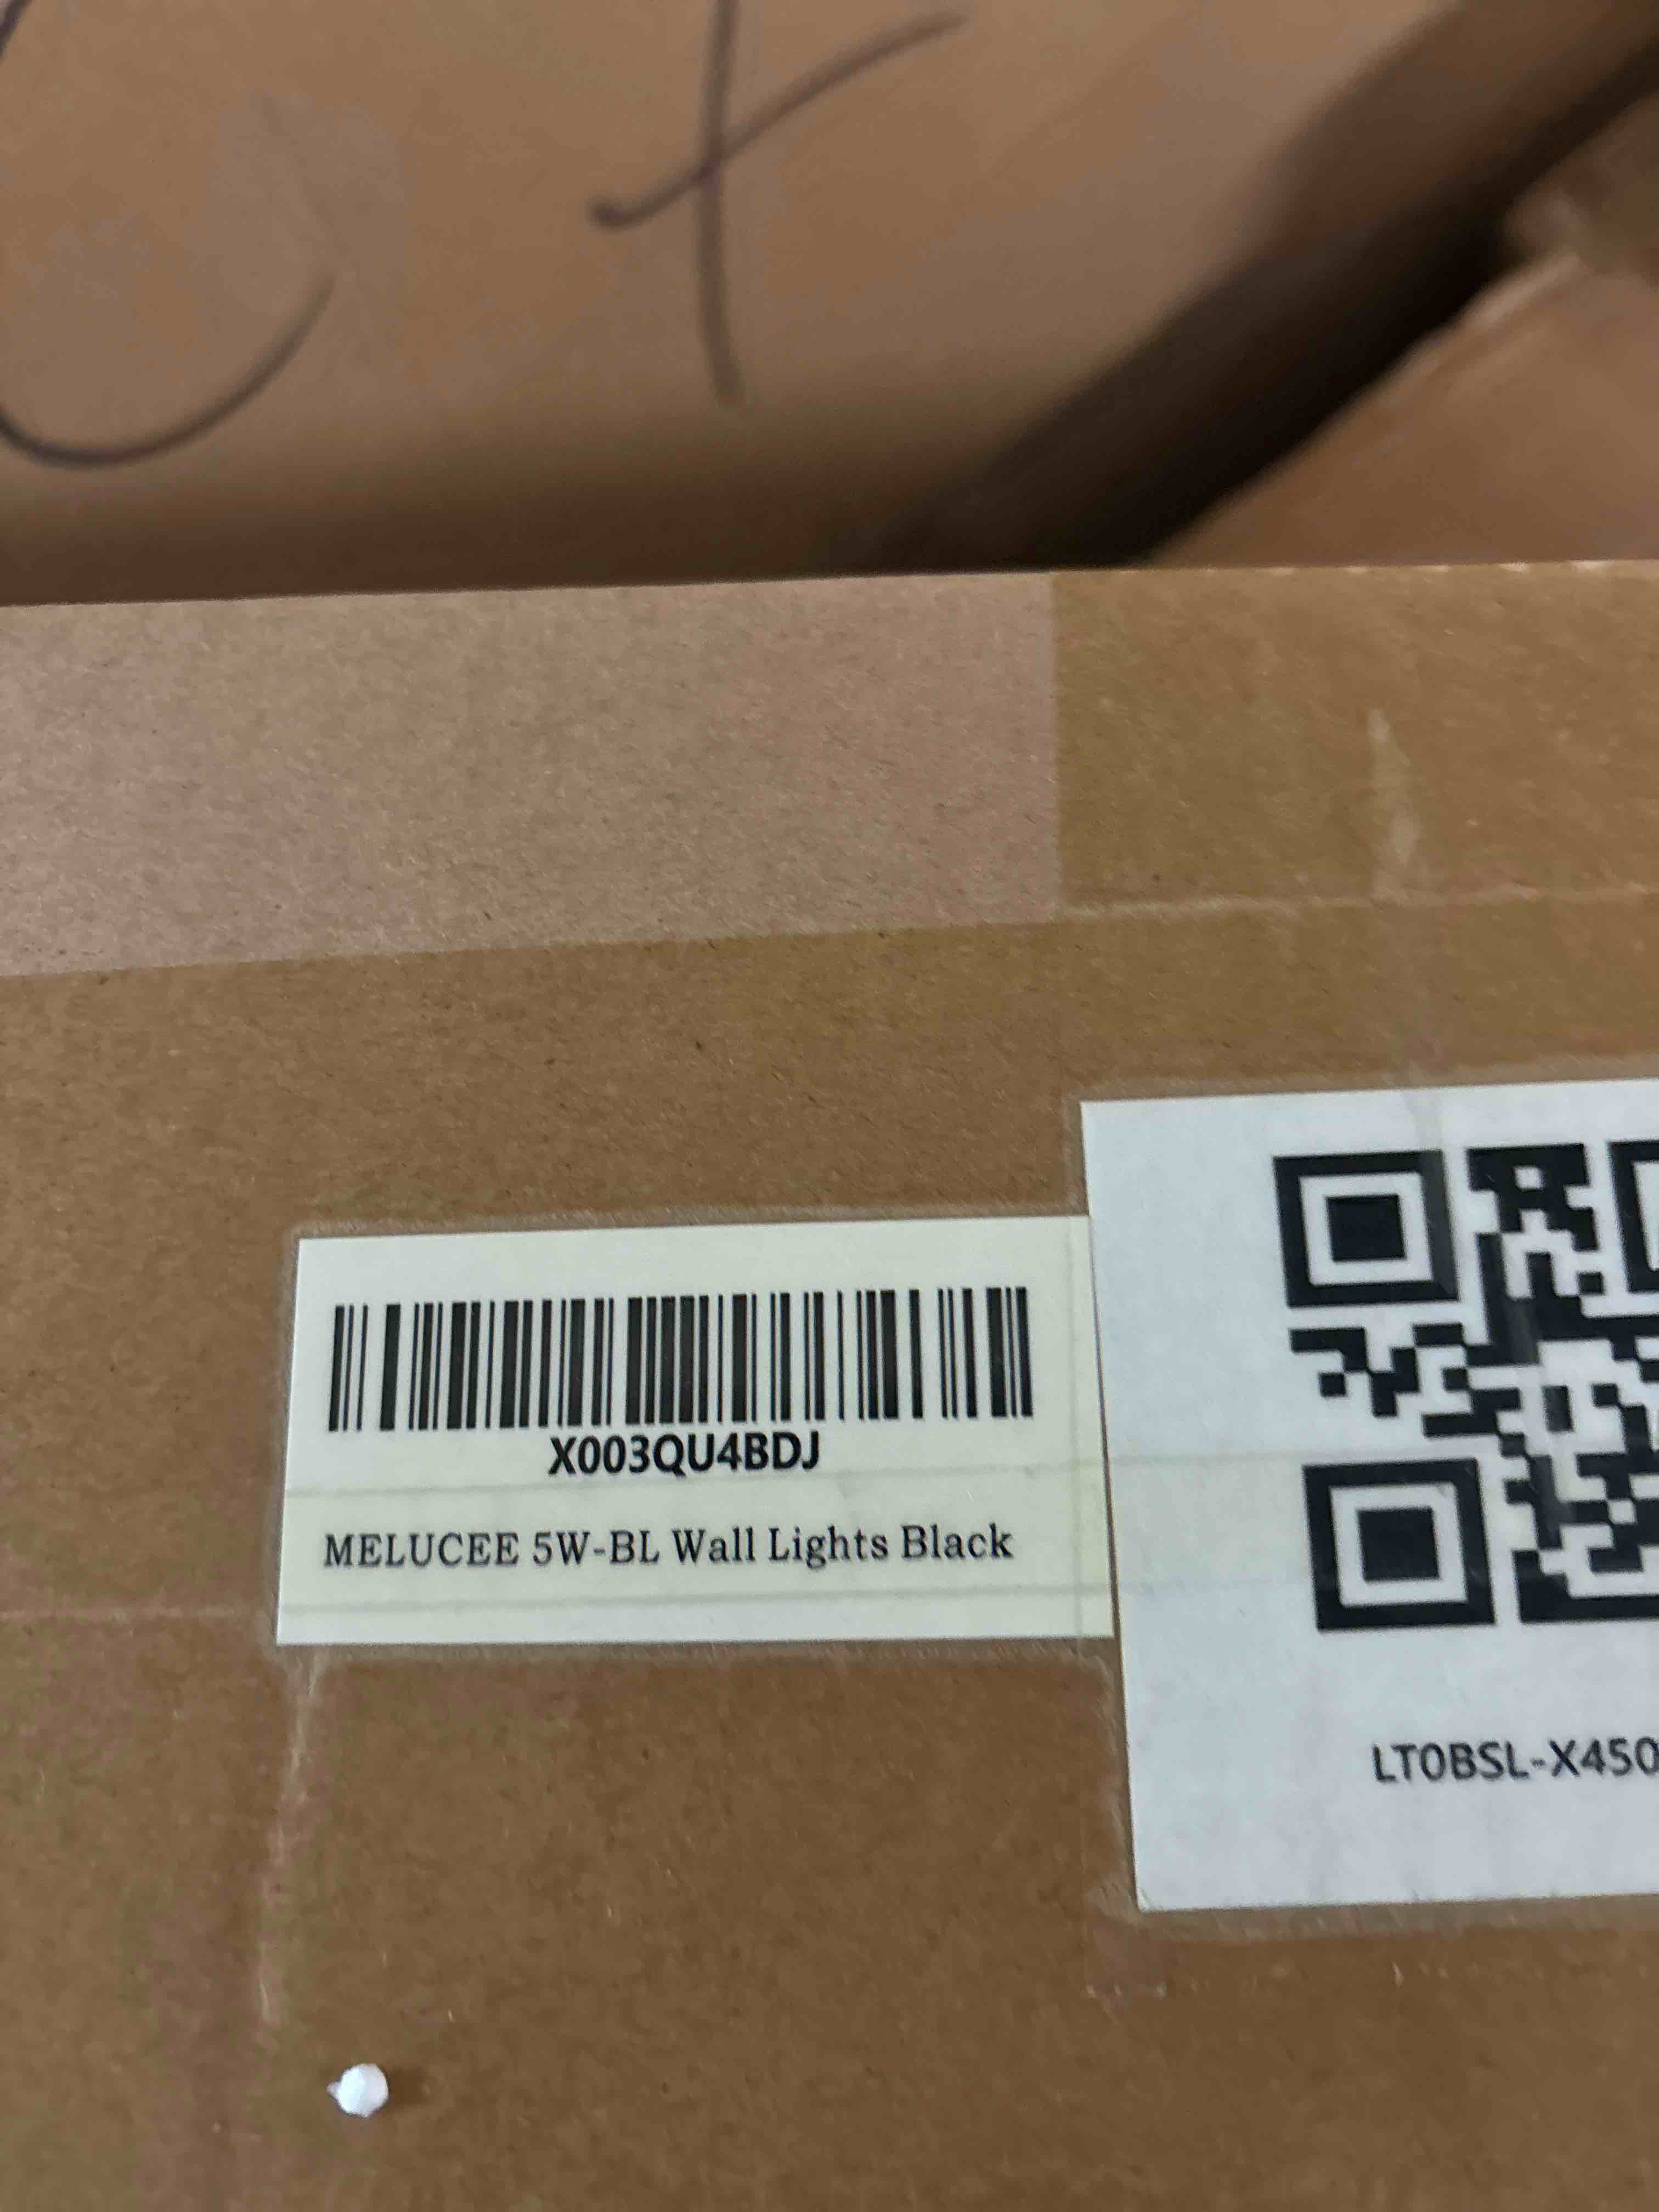 X003QU4BDJ
MELUCEE 5W-BL Wall Lights Black
LT0BSL-X450